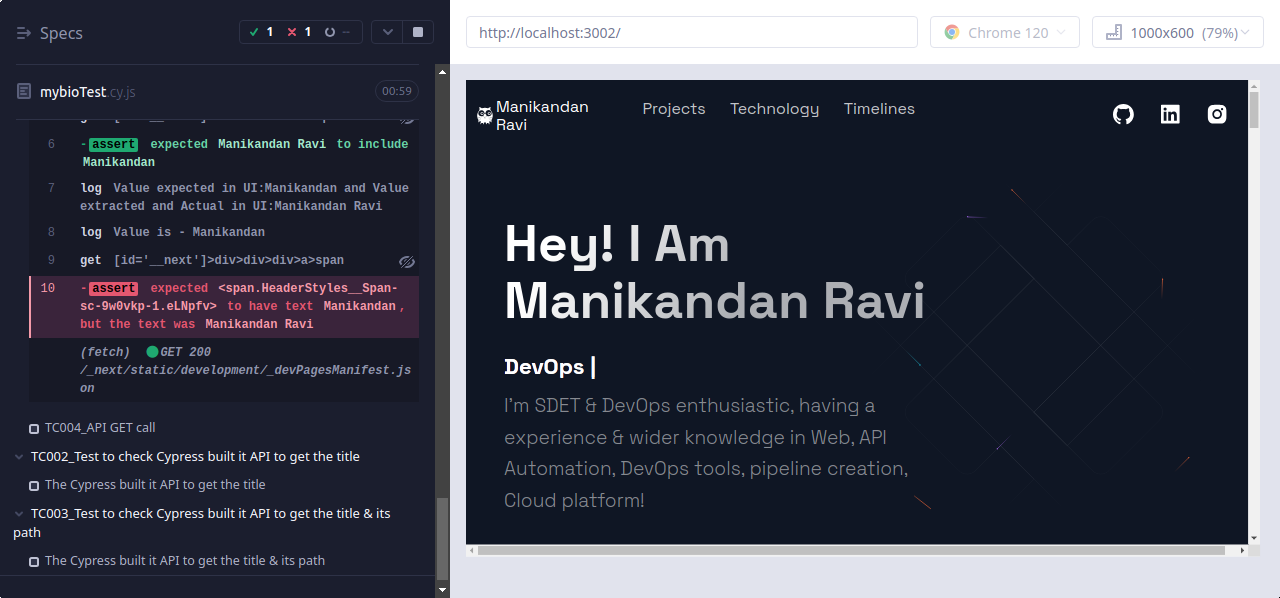 Specs
1
1
--
http://localhost:3002/
Chrome 120
1000x600 (79%)
mybioTest.cy.js
00:59
6
-assert expected Manikandan Ravi to include
Manikandan
7
log Value expected in UI:Manikandan and Value
extracted and Actual in UI:Manikandan Ravi
8
log Value is - Manikandan
9
get [id='__next']>div>div>div>a>span
10
-assert expected <span.HeaderStyles__Span-
sc-9w0vkp-1.eLNpfv> to have text Manikandan,
but the text was Manikandan Ravi
(fetch) GET 200
/_next/static/development/_devPagesManifest.js
on
TC004_API GET call
TC002_Test to check Cypress built it API to get the title
The Cypress built it API to get the title
TC003_Test to check Cypress built it API to get the title & its
path
The Cypress built it API to get the title & its path
Manikandan
Ravi
Projects
Technology
Timelines
in
Hey! I Am
Manikandan Ravi
DevOps |
I'm SDET & DevOps enthusiastic, having a
experience & wider knowledge in Web, API
Automation, DevOps tools, pipeline creation,
Cloud platform!